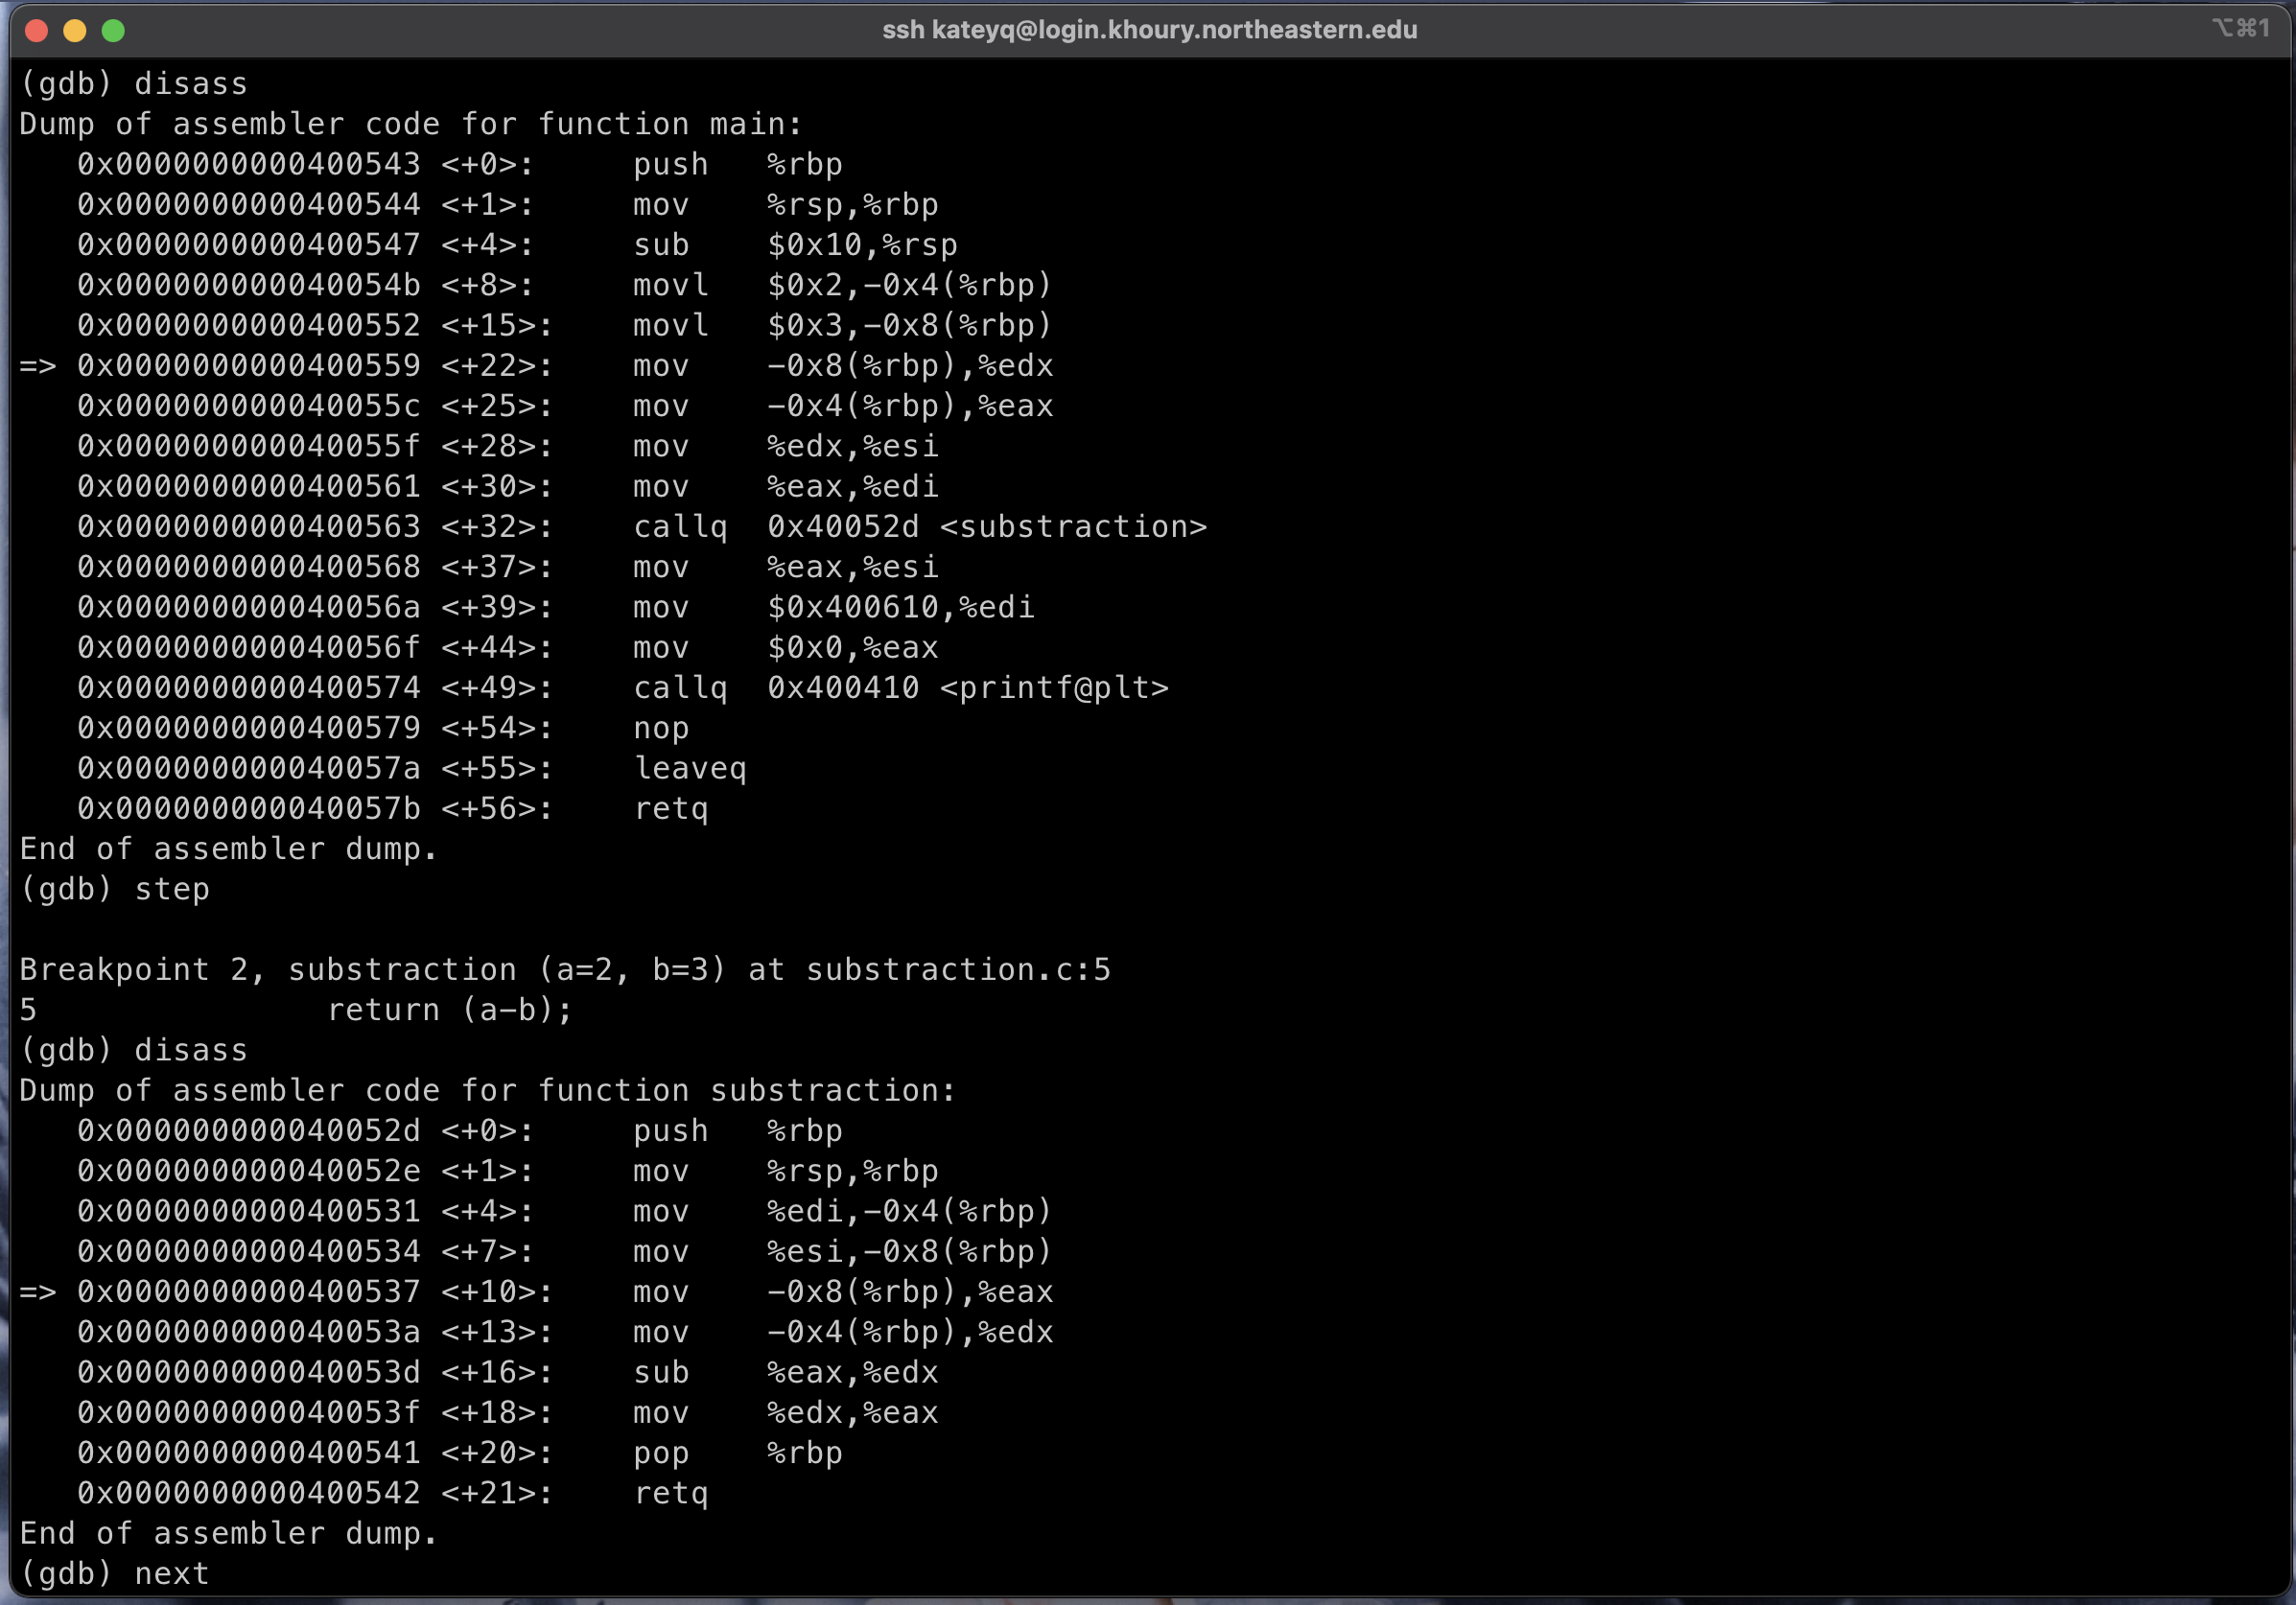 ssh kateyq@login.khoury.northeastern.edu ⌥⌘1
(gdb) disass
Dump of assembler code for function main:
   0x0000000000400543 <+0>:     push   %rbp
   0x0000000000400544 <+1>:     mov    %rsp,%rbp
   0x0000000000400547 <+4>:     sub    $0x10,%rsp
   0x000000000040054b <+8>:     movl   $0x2,-0x4(%rbp)
   0x0000000000400552 <+15>:    movl   $0x3,-0x8(%rbp)
=> 0x0000000000400559 <+22>:    mov    -0x8(%rbp),%edx
   0x000000000040055c <+25>:    mov    -0x4(%rbp),%eax
   0x000000000040055f <+28>:    mov    %edx,%esi
   0x0000000000400561 <+30>:    mov    %eax,%edi
   0x0000000000400563 <+32>:    callq  0x40052d <substraction>
   0x0000000000400568 <+37>:    mov    %eax,%esi
   0x000000000040056a <+39>:    mov    $0x400610,%edi
   0x000000000040056f <+44>:    mov    $0x0,%eax
   0x0000000000400574 <+49>:    callq  0x400410 <printf@plt>
   0x0000000000400579 <+54>:    nop
   0x000000000040057a <+55>:    leaveq
   0x000000000040057b <+56>:    retq
End of assembler dump.
(gdb) step
Breakpoint 2, substraction (a=2, b=3) at substraction.c:5
5               return (a-b);
(gdb) disass
Dump of assembler code for function substraction:
   0x000000000040052d <+0>:     push   %rbp
   0x000000000040052e <+1>:     mov    %rsp,%rbp
   0x0000000000400531 <+4>:     mov    %edi,-0x4(%rbp)
   0x0000000000400534 <+7>:     mov    %esi,-0x8(%rbp)
=> 0x0000000000400537 <+10>:    mov    -0x8(%rbp),%eax
   0x000000000040053a <+13>:    mov    -0x4(%rbp),%edx
   0x000000000040053d <+16>:    sub    %eax,%edx
   0x000000000040053f <+18>:    mov    %edx,%eax
   0x0000000000400541 <+20>:    pop    %rbp
   0x0000000000400542 <+21>:    retq
End of assembler dump.
(gdb) next